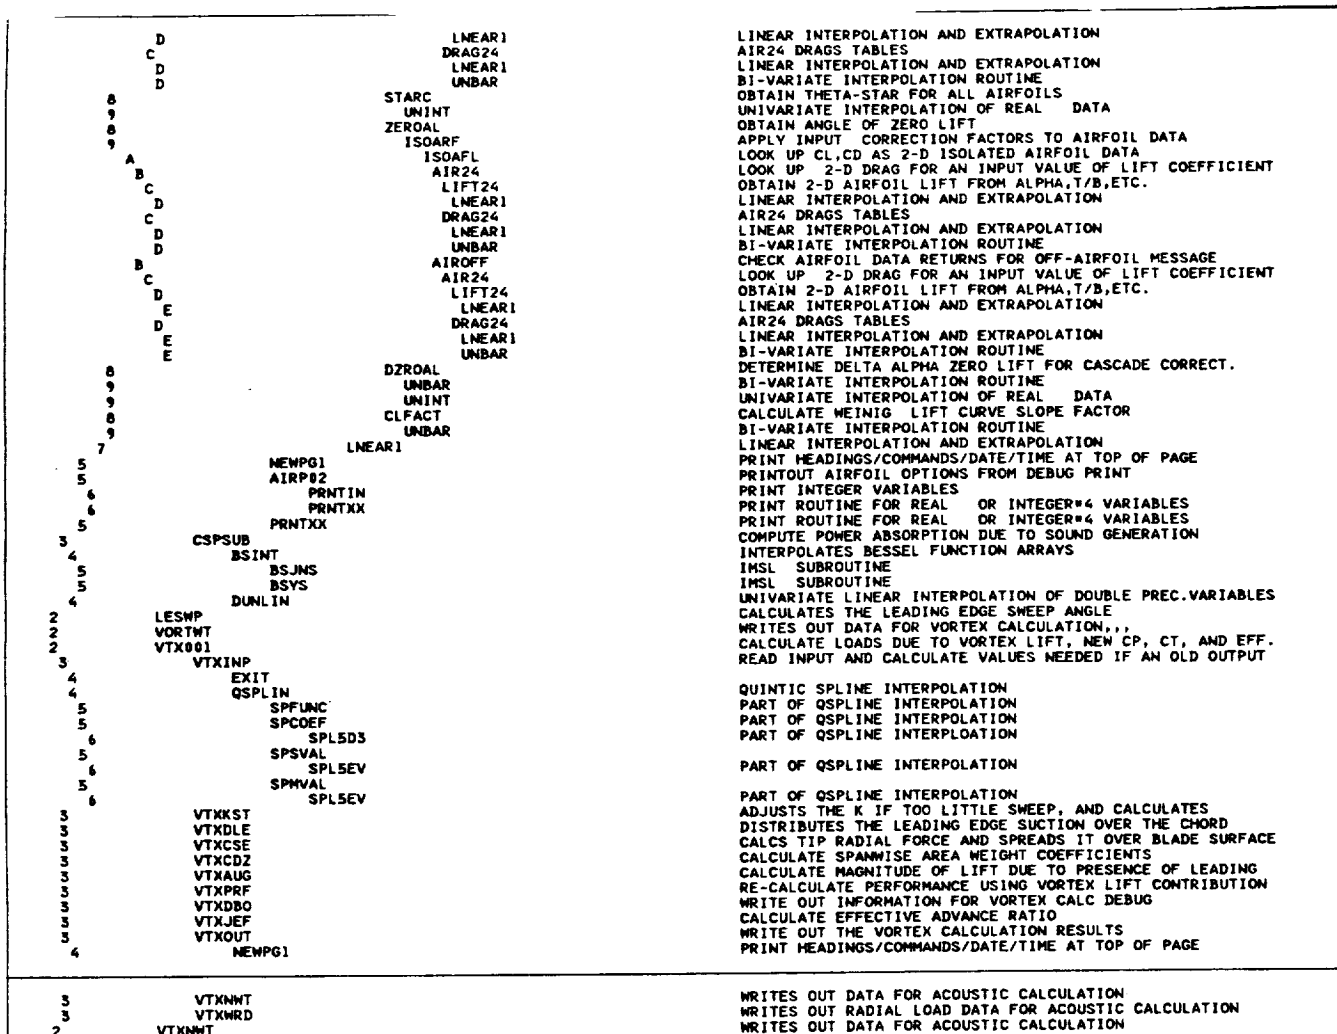 D LNEAR1 LINEAR INTERPOLATION AND EXTRAPOLATION
C DRAG24 AIR24 DRAGS TABLES
D LNEAR1 LINEAR INTERPOLATION AND EXTRAPOLATION
D UNBAR BI-VARIATE INTERPOLATION ROUTINE
8 STARC OBTAIN THETA-STAR FOR ALL AIRFOILS
9 UNINT UNIVARIATE INTERPOLATION OF REAL DATA
8 ZEROAL OBTAIN ANGLE OF ZERO LIFT
9 ISOARF APPLY INPUT CORRECTION FACTORS TO AIRFOIL DATA
A ISOAFL LOOK UP CL,CD AS 2-D ISOLATED AIRFOIL DATA
B AIR24 LOOK UP 2-D DRAG FOR AN INPUT VALUE OF LIFT COEFFICIENT
C LIFT24 OBTAIN 2-D AIRFOIL LIFT FROM ALPHA,T/B,ETC.
D LNEAR1 LINEAR INTERPOLATION AND EXTRAPOLATION
C DRAG24 AIR24 DRAGS TABLES
D LNEAR1 LINEAR INTERPOLATION AND EXTRAPOLATION
D UNBAR BI-VARIATE INTERPOLATION ROUTINE
B AIROFF CHECK AIRFOIL DATA RETURNS FOR OFF-AIRFOIL MESSAGE
C AIR24 LOOK UP 2-D DRAG FOR AN INPUT VALUE OF LIFT COEFFICIENT
D LIFT24 OBTAIN 2-D AIRFOIL LIFT FROM ALPHA,T/B,ETC.
E LNEAR1 LINEAR INTERPOLATION AND EXTRAPOLATION
D DRAG24 AIR24 DRAGS TABLES
E LNEAR1 LINEAR INTERPOLATION AND EXTRAPOLATION
E UNBAR BI-VARIATE INTERPOLATION ROUTINE
8 DZROAL DETERMINE DELTA ALPHA ZERO LIFT FOR CASCADE CORRECT.
9 UNBAR BI-VARIATE INTERPOLATION ROUTINE
9 UNINT UNIVARIATE INTERPOLATION OF REAL DATA
8 CLFACT CALCULATE WEINIG LIFT CURVE SLOPE FACTOR
9 UNBAR BI-VARIATE INTERPOLATION ROUTINE
7 LNEAR1 LINEAR INTERPOLATION AND EXTRAPOLATION
5 NEWPG1 PRINT HEADINGS/COMMANDS/DATE/TIME AT TOP OF PAGE
5 AIRP02 PRINTOUT AIRFOIL OPTIONS FROM DEBUG PRINT
6 PRNTIN PRINT INTEGER VARIABLES
6 PRNTXX PRINT ROUTINE FOR REAL OR INTEGER*4 VARIABLES
5 PRNTXX PRINT ROUTINE FOR REAL OR INTEGER*4 VARIABLES
3 CSPSUB COMPUTE POWER ABSORPTION DUE TO SOUND GENERATION
4 BSINT INTERPOLATES BESSEL FUNCTION ARRAYS
5 BSJNS IMSL SUBROUTINE
5 BSYS IMSL SUBROUTINE
4 DUNLIN UNIVARIATE LINEAR INTERPOLATION OF DOUBLE PREC.VARIABLES
2 LESWP CALCULATES THE LEADING EDGE SWEEP ANGLE
2 VORTWT WRITES OUT DATA FOR VORTEX CALCULATION,,,
2 VTX001 CALCULATE LOADS DUE TO VORTEX LIFT, NEW CP, CT, AND EFF.
3 VTXINP READ INPUT AND CALCULATE VALUES NEEDED IF AN OLD OUTPUT
4 EXIT
4 QSPLIN QUINTIC SPLINE INTERPOLATION
5 SPFUNC PART OF QSPLINE INTERPOLATION
5 SPCOEF PART OF QSPLINE INTERPOLATION
6 SPL5D3 PART OF QSPLINE INTERPLOATION
5 SPSVAL
6 SPL5EV PART OF QSPLINE INTERPOLATION
5 SPMVAL
6 SPL5EV PART OF QSPLINE INTERPOLATION
3 VTXKST ADJUSTS THE K IF TOO LITTLE SWEEP, AND CALCULATES
3 VTXDLE DISTRIBUTES THE LEADING EDGE SUCTION OVER THE CHORD
3 VTXCSE CALCS TIP RADIAL FORCE AND SPREADS IT OVER BLADE SURFACE
3 VTXCDZ CALCULATE SPANWISE AREA WEIGHT COEFFICIENTS
3 VTXAUG CALCULATE MAGNITUDE OF LIFT DUE TO PRESENCE OF LEADING
3 VTXPRF RE-CALCULATE PERFORMANCE USING VORTEX LIFT CONTRIBUTION
3 VTXDBO WRITE OUT INFORMATION FOR VORTEX CALC DEBUG
3 VTXJEF CALCULATE EFFECTIVE ADVANCE RATIO
3 VTXOUT WRITE OUT THE VORTEX CALCULATION RESULTS
4 NEWPG1 PRINT HEADINGS/COMMANDS/DATE/TIME AT TOP OF PAGE
3 VTXNWT WRITES OUT DATA FOR ACOUSTIC CALCULATION
3 VTXWRD WRITES OUT RADIAL LOAD DATA FOR ACOUSTIC CALCULATION
2 VTXNWT WRITES OUT DATA FOR ACOUSTIC CALCULATION